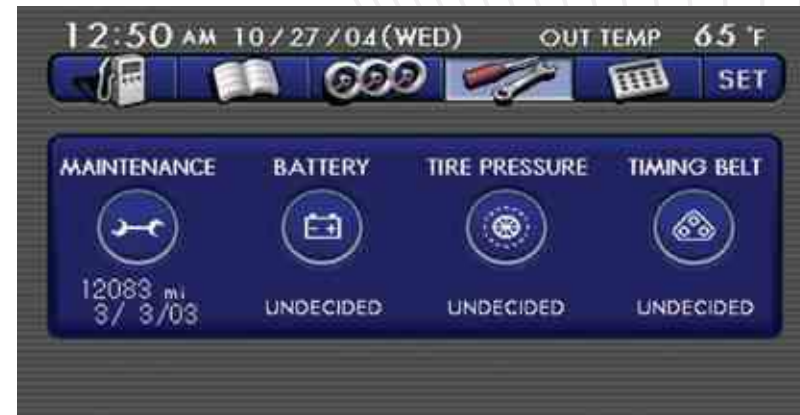 12:50 AM 10/27/04(WED) OUT TEMP 65 °F
SET
MAINTENANCE BATTERY TIRE PRESSURE TIMING BELT
12083 mi
3/ 3/03 UNDECIDED UNDECIDED UNDECIDED